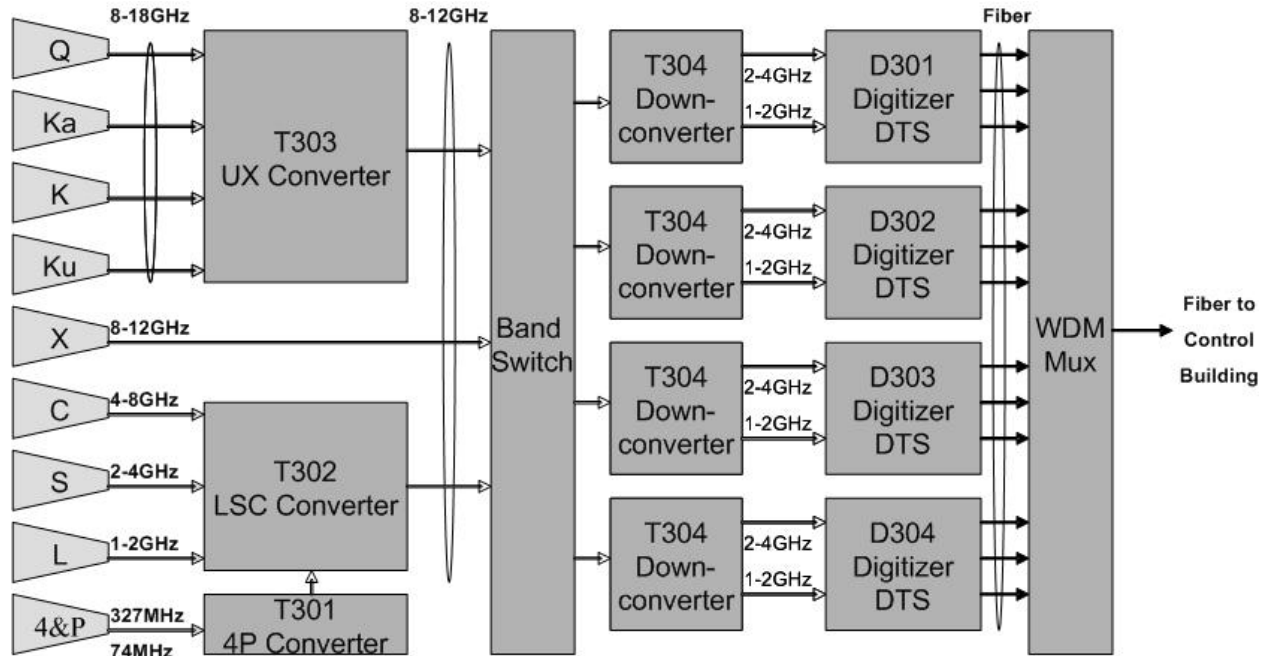 8-18GHz
8-12GHz
Fiber
Q
Ka
K
Ku
X
C
S
L
4&P
8-12GHz
4-8GHz
2-4GHz
1-2GHz
327MHz
74MHz
T303
UX Converter
T302
LSC Converter
T301
4P Converter
Band
Switch
T304
Down-
converter
2-4GHz
1-2GHz
D301
Digitizer
DTS
T304
Down-
converter
2-4GHz
1-2GHz
D302
Digitizer
DTS
T304
Down-
converter
2-4GHz
1-2GHz
D303
Digitizer
DTS
T304
Down-
converter
2-4GHz
1-2GHz
D304
Digitizer
DTS
WDM
Mux
Fiber to
Control
Building